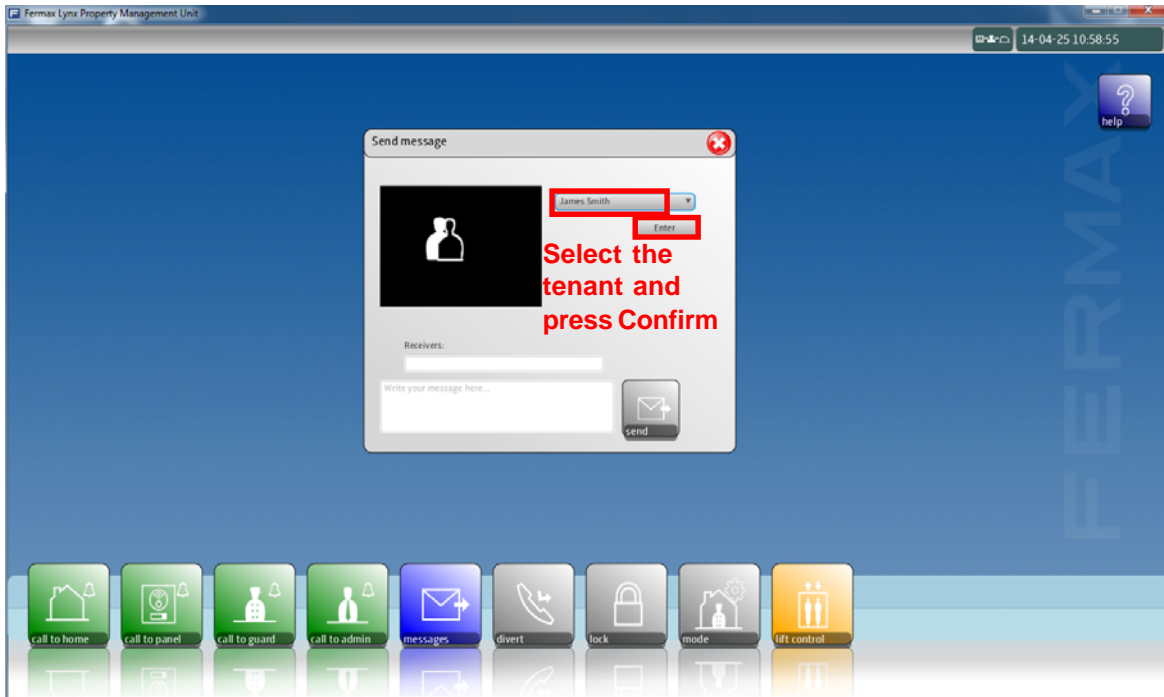 Fermax Lynx Property Management Unit
14-04-25 10:58:55
help
FERMAX
Send message
James Smith
Enter
Select the
tenant and
press Confirm
Receivers:
Write your message here...
send
call to home
call to panel
call to guard
call to admin
messages
divert
lock
mode
lift control